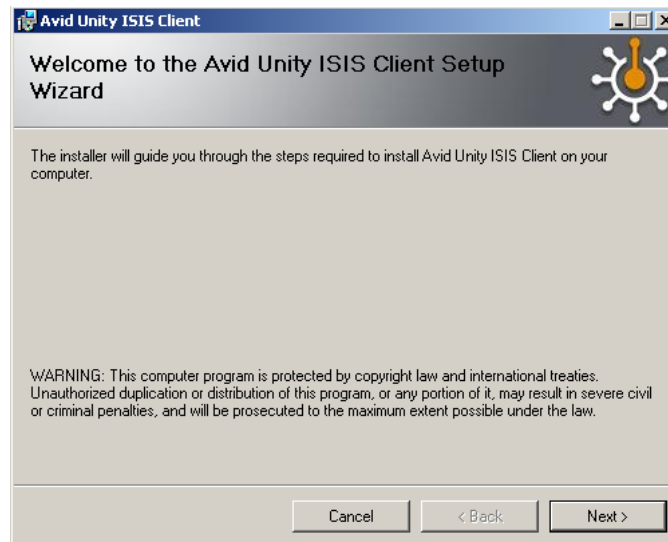 Avid Unity ISIS Client
Welcome to the Avid Unity ISIS Client Setup
Wizard
The installer will guide you through the steps required to install Avid Unity ISIS Client on your
computer.
WARNING: This computer program is protected by copyright law and international treaties.
Unauthorized duplication or distribution of this program, or any portion of it, may result in severe civil
or criminal penalties, and will be prosecuted to the maximum extent possible under the law.
Cancel
< Back
Next >